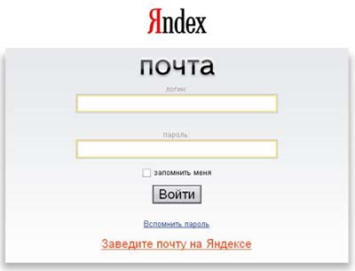 Яndex
почта
логин:
пароль:
запомнить меня
Войти
Вспомнить пароль
Заведите почту на Яндексе